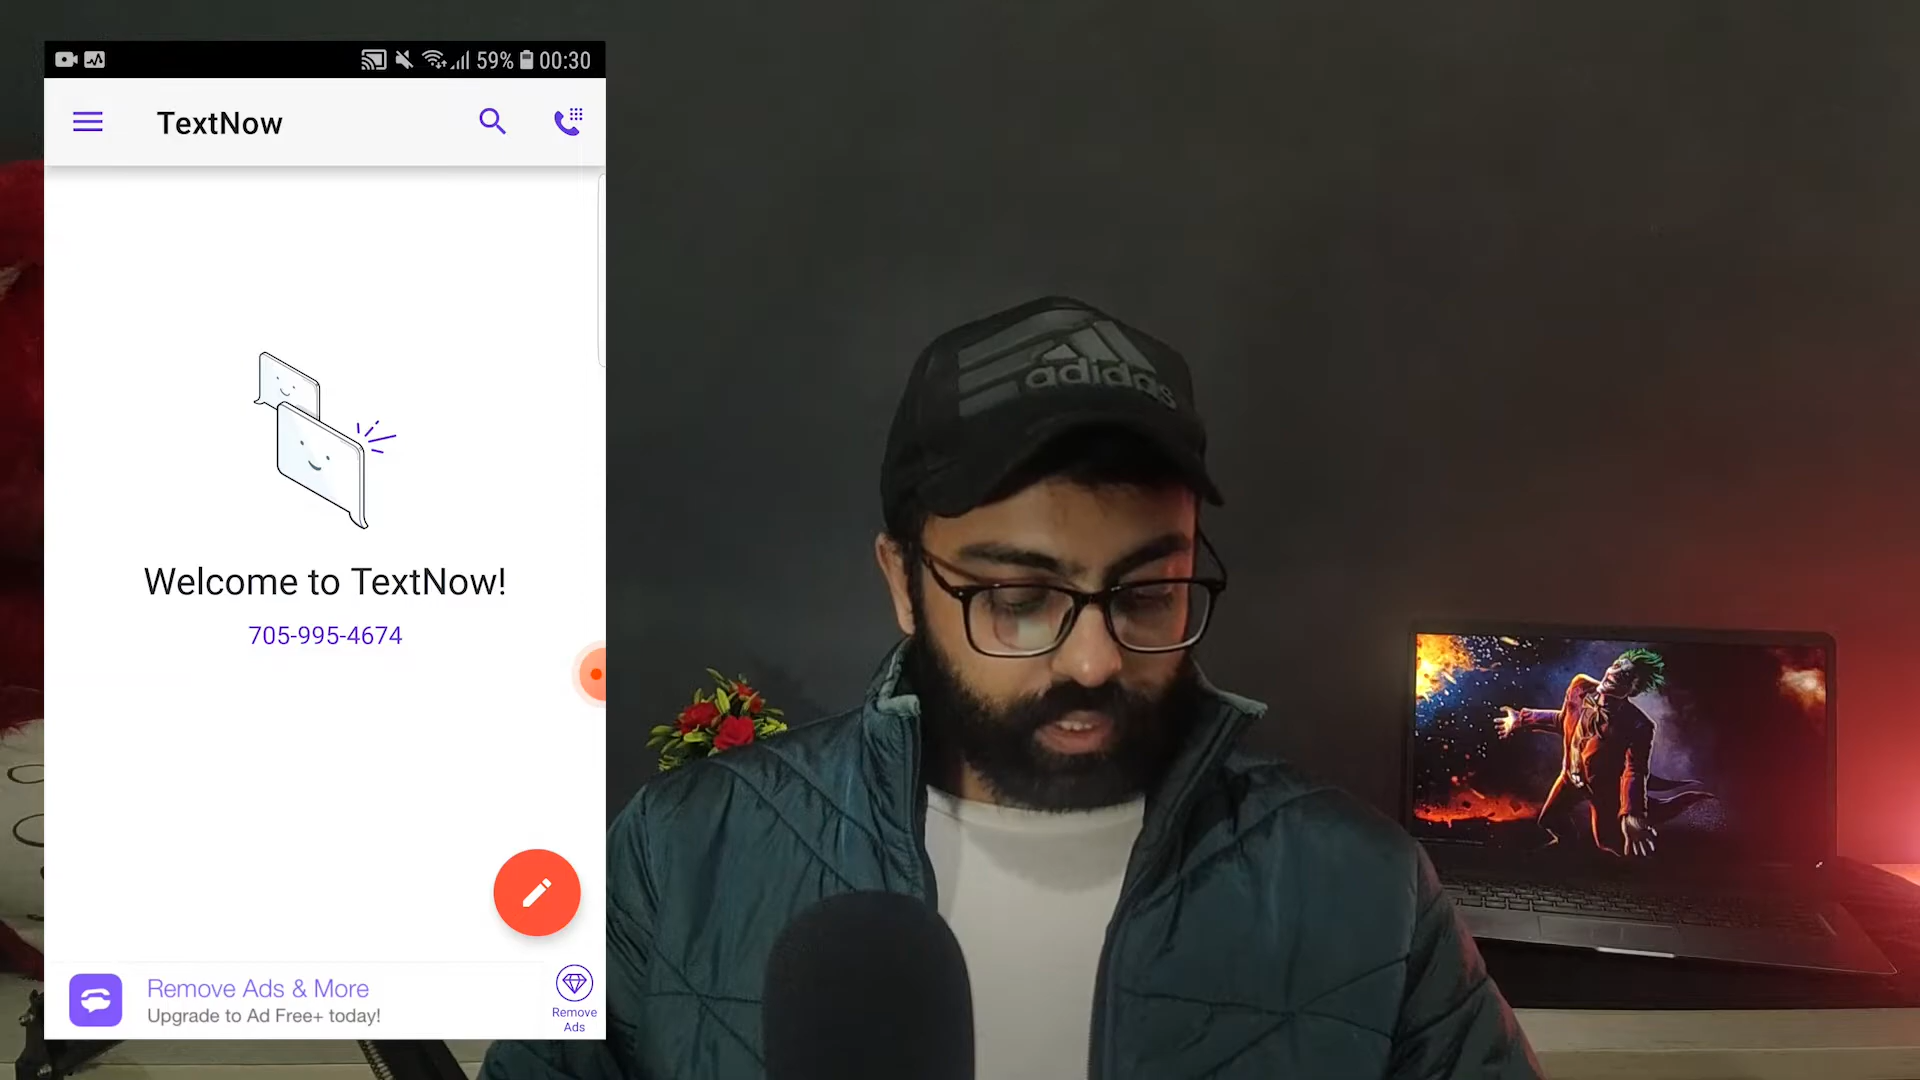 59% 00:30
TextNow
Welcome to TextNow!
705-995-4674
Remove Ads & More
Upgrade to Ad Free+ today!
Remove
Ads
adidas